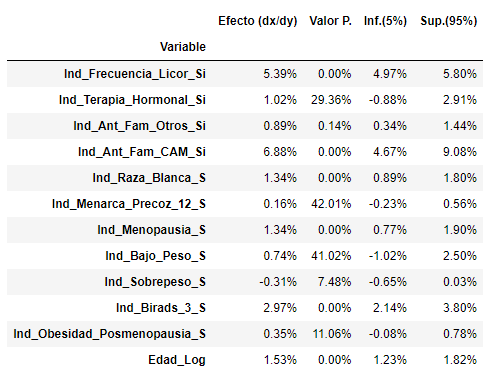 Efecto (dx/dy) Valor P. Inf.(5%) Sup.(95%)
Variable
Ind_Frecuencia_Licor_Si 5.39% 0.00% 4.97% 5.80%
Ind_Terapia_Hormonal_Si 1.02% 29.36% -0.88% 2.91%
Ind_Ant_Fam_Otros_Si 0.89% 0.14% 0.34% 1.44%
Ind_Ant_Fam_CAM_Si 6.88% 0.00% 4.67% 9.08%
Ind_Raza_Blanca_S 1.34% 0.00% 0.89% 1.80%
Ind_Menarca_Precoz_12_S 0.16% 42.01% -0.23% 0.56%
Ind_Menopausia_S 1.34% 0.00% 0.77% 1.90%
Ind_Bajo_Peso_S 0.74% 41.02% -1.02% 2.50%
Ind_Sobrepeso_S -0.31% 7.48% -0.65% 0.03%
Ind_Birads_3_S 2.97% 0.00% 2.14% 3.80%
Ind_Obesidad_Posmenopausia_S 0.35% 11.06% -0.08% 0.78%
Edad_Log 1.53% 0.00% 1.23% 1.82%